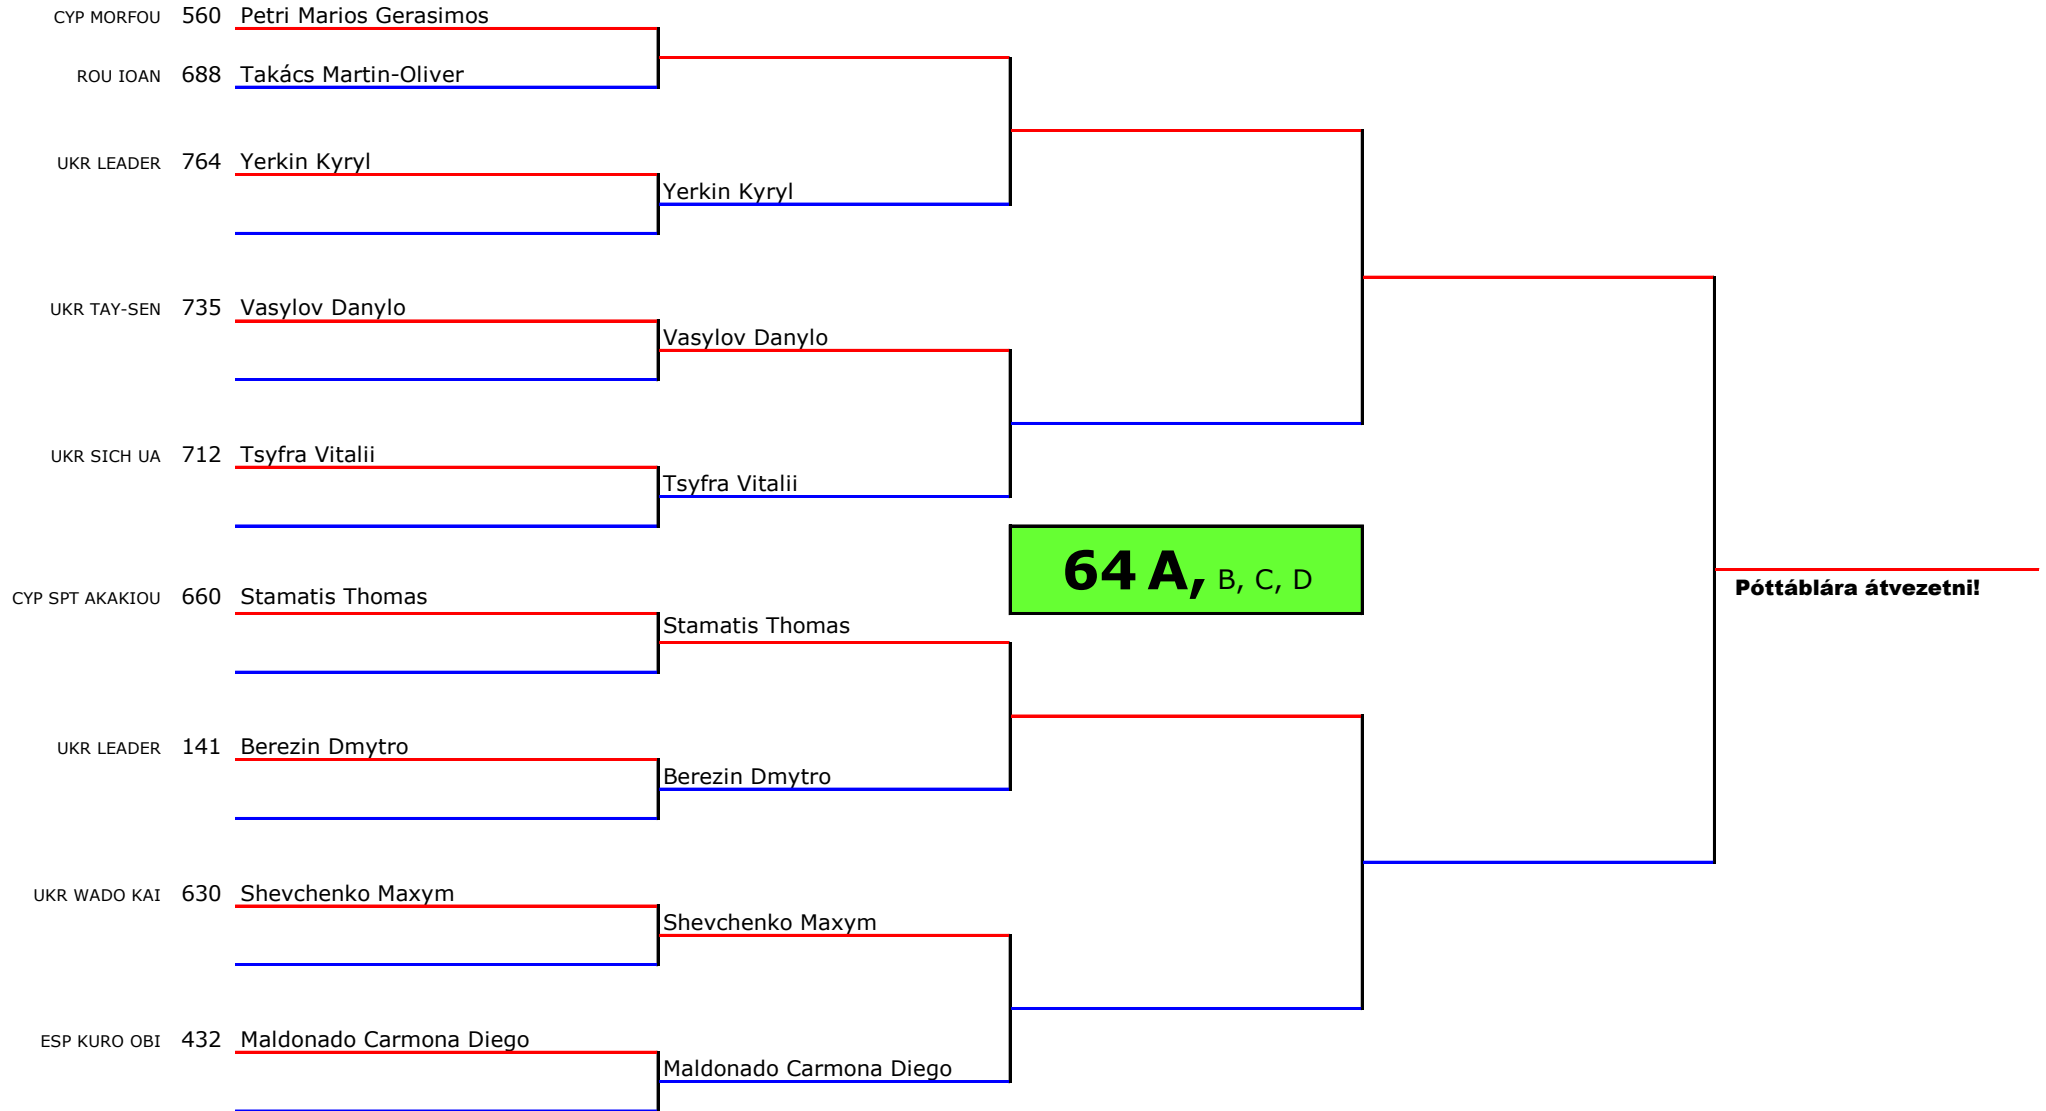 CYP MORFOU 560 Petri Marios Gerasimos
ROU IOAN 688 Takács Martin-Oliver
UKR LEADER 764 Yerkin Kyryl
Yerkin Kyryl
UKR TAY-SEN 735 Vasylov Danylo
Vasylov Danylo
UKR SICH UA 712 Tsyfra Vitalii
Tsyfra Vitalii
64 A, B, C, D
Póttáblára átvezetni!
CYP SPT AKAKIOU 660 Stamatis Thomas
Stamatis Thomas
UKR LEADER 141 Berezin Dmytro
Berezin Dmytro
UKR WADO KAI 630 Shevchenko Maxym
Shevchenko Maxym
ESP KURO OBI 432 Maldonado Carmona Diego
Maldonado Carmona Diego